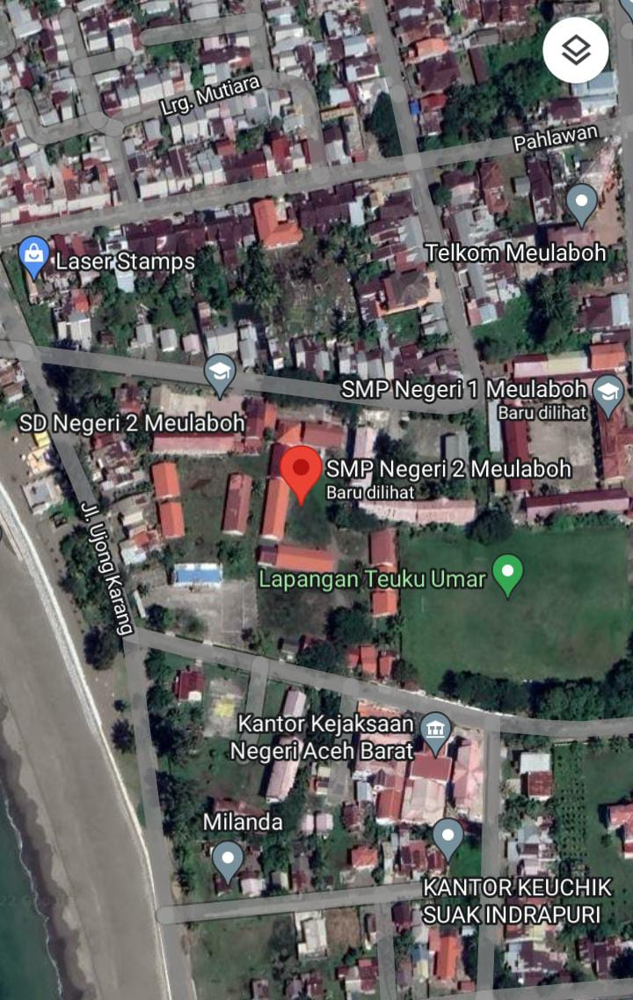 Lrg. Mutiara
Pahlawan
Telkom Meulaboh
Laser Stamps
SMP Negeri 1 Meulaboh
Baru dilihat
SD Negeri 2 Meulaboh
SMP Negeri 2 Meulaboh
Baru dilihat
Jl. Ujong Karang
Lapangan Teuku Umar
Kantor Kejaksaan
Negeri Aceh Barat
Milanda
KANTOR KEUCHIK
SUAK INDRAPURI